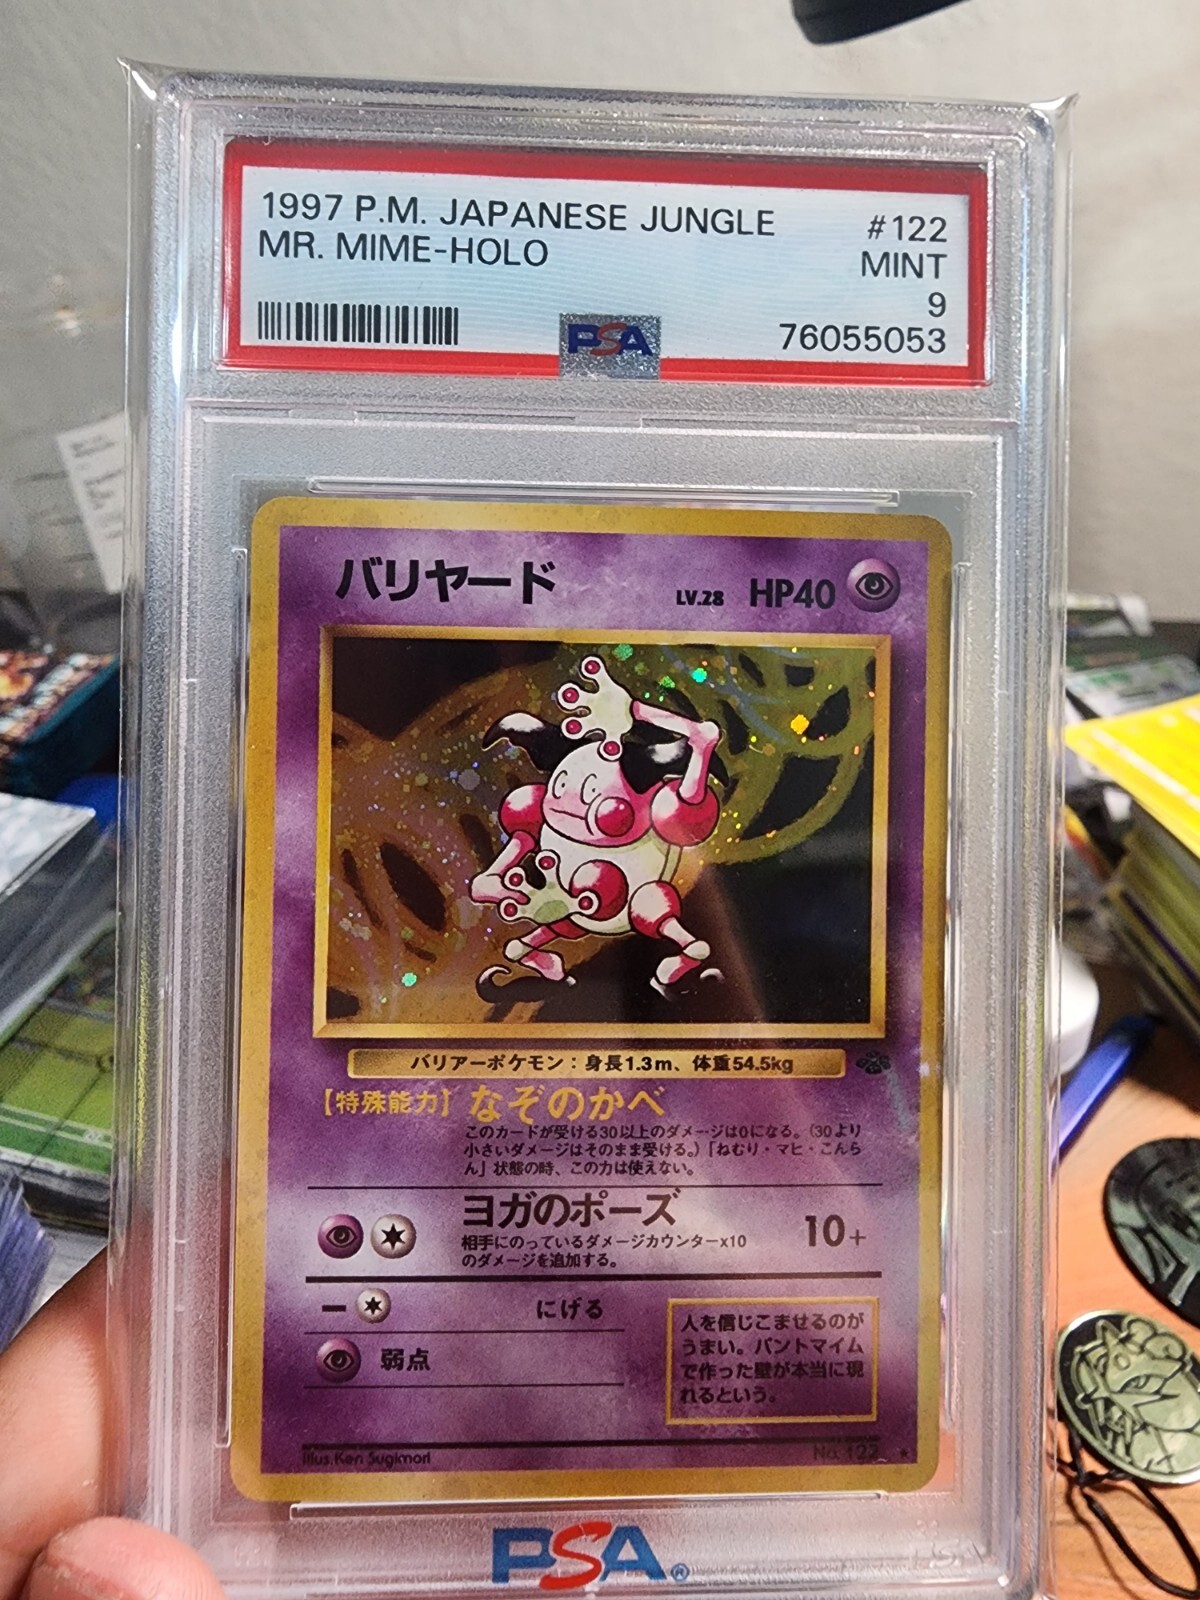 1997 P.M. JAPANESE JUNGLE #122
MR. MIME-HOLO MINT
9
PSA 76055053
バリヤード LV.28 HP40
バリアーポケモン：身長1.3m、体重54.5kg
【特殊能力】なぞのかべ
このカードが受ける30以上のダメージは0になる。（30より
小さいダメージはそのまま受ける。）「ねむり・マヒ・こんら
ん」状態の時、この力は使えない。
ヨガのポーズ 10+
相手にのっているダメージカウンター×10
のダメージを追加する。
にげる
弱点
人を信じこませるのが
うまい。パントマイム
で作った壁が本当に現
れるという。
Illus.Ken Sugimori No.122
PSA®